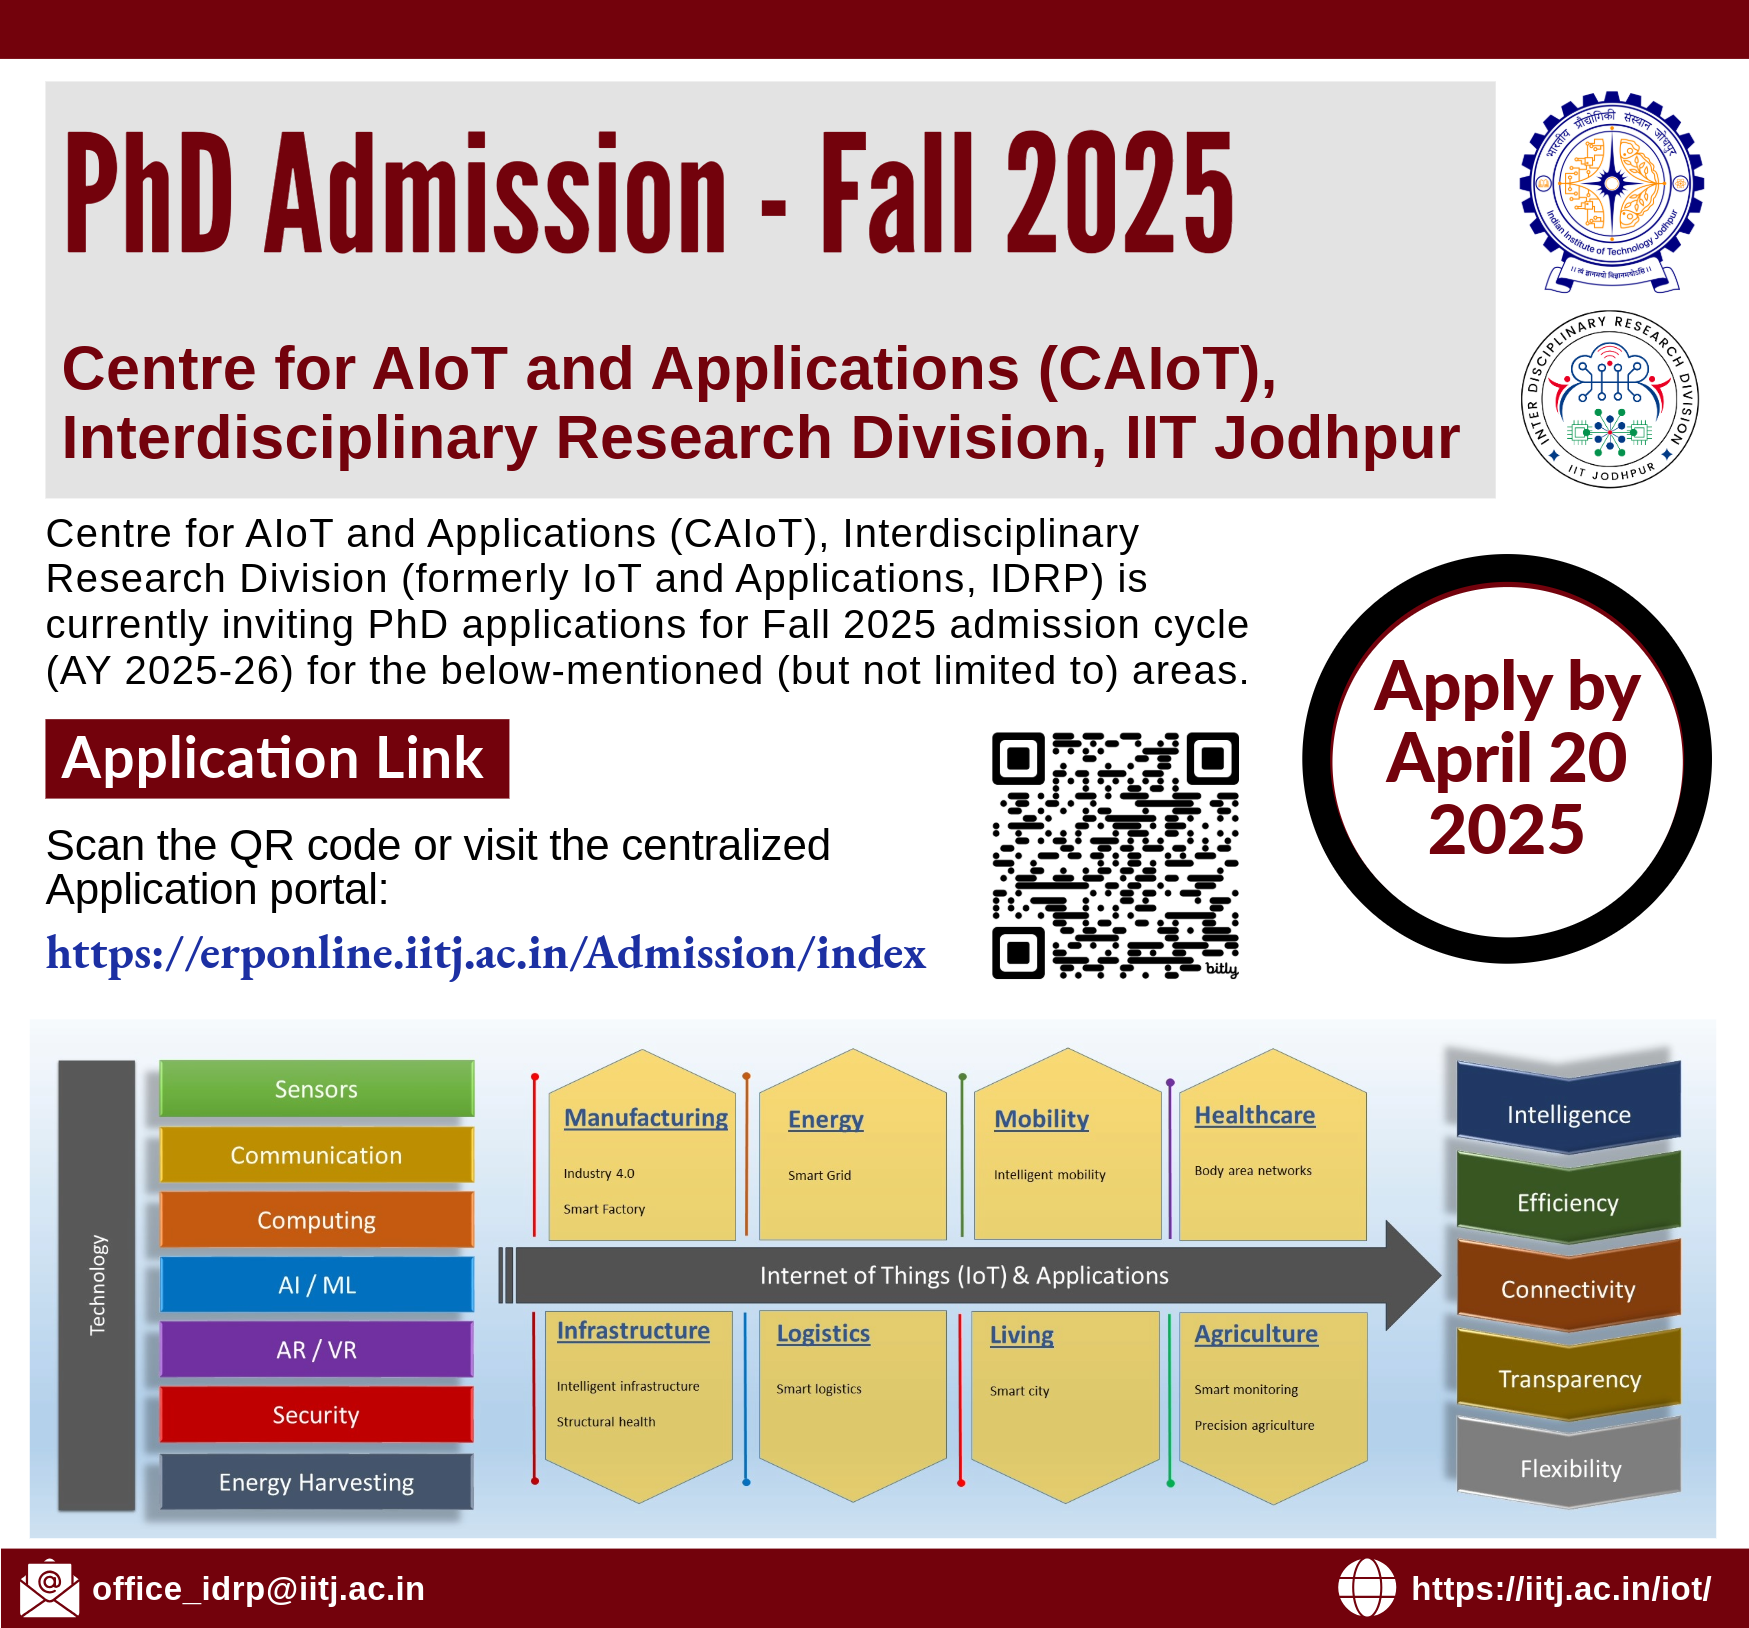 PhD Admission - Fall 2025
Centre for AIoT and Applications (CAIoT),
Interdisciplinary Research Division, IIT Jodhpur
भारतीय प्रौद्योगिकी संस्थान जोधपुर
Indian Institute of Technology Jodhpur
।। त्वं ज्ञानमयो विज्ञानमयोऽसि ।।
INTER DISCIPLINARY RESEARCH DIVISION
IIT JODHPUR
Centre for AIoT and Applications (CAIoT), Interdisciplinary
Research Division (formerly IoT and Applications, IDRP) is
currently inviting PhD applications for Fall 2025 admission cycle
(AY 2025-26) for the below-mentioned (but not limited to) areas.
Apply by
April 20
2025
Application Link
Scan the QR code or visit the centralized
Application portal:
https://erponline.iitj.ac.in/Admission/index
bitly
Technology
Sensors
Communication
Computing
AI / ML
AR / VR
Security
Energy Harvesting
Manufacturing
Industry 4.0
Smart Factory
Energy
Smart Grid
Mobility
Intelligent mobility
Healthcare
Body area networks
Internet of Things (IoT) & Applications
Infrastructure
Intelligent infrastructure
Structural health
Logistics
Smart logistics
Living
Smart city
Agriculture
Smart monitoring
Precision agriculture
Intelligence
Efficiency
Connectivity
Transparency
Flexibility
office_idrp@iitj.ac.in
https://iitj.ac.in/iot/